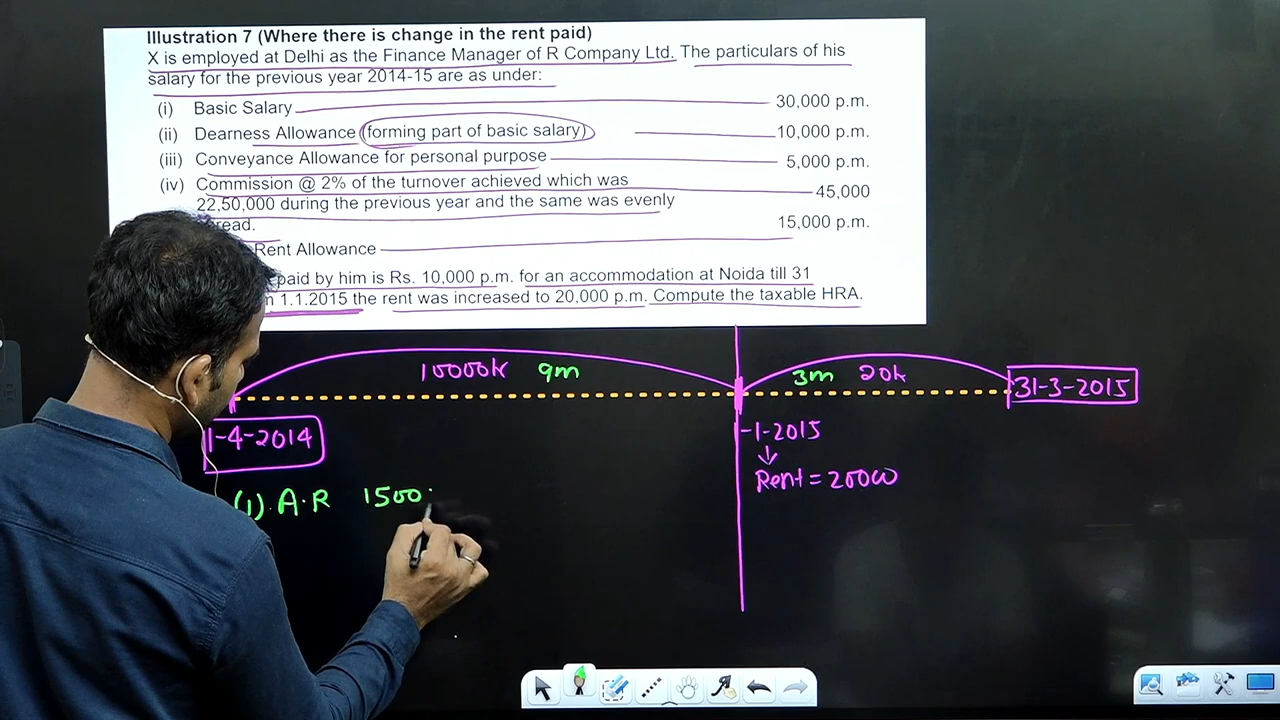 Illustration 7 (Where there is change in the rent paid)
X is employed at Delhi as the Finance Manager of R Company Ltd. The particulars of his
salary for the previous year 2014-15 are as under:
(i) Basic Salary 30,000 p.m.
(ii) Dearness Allowance (forming part of basic salary) 10,000 p.m.
(iii) Conveyance Allowance for personal purpose 5,000 p.m.
(iv) Commission @ 2% of the turnover achieved which was 45,000
22,50,000 during the previous year and the same was evenly
15,000 p.m.
Rent Allowance
paid by him is Rs. 10,000 p.m. for an accommodation at Noida till 31
1.1.2015 the rent was increased to 20,000 p.m. Compute the taxable HRA.
10000k 9m 3m 20k
31-3-2015
1-4-2014
-1-2015
Rent = 20000
(1). A.R 1500